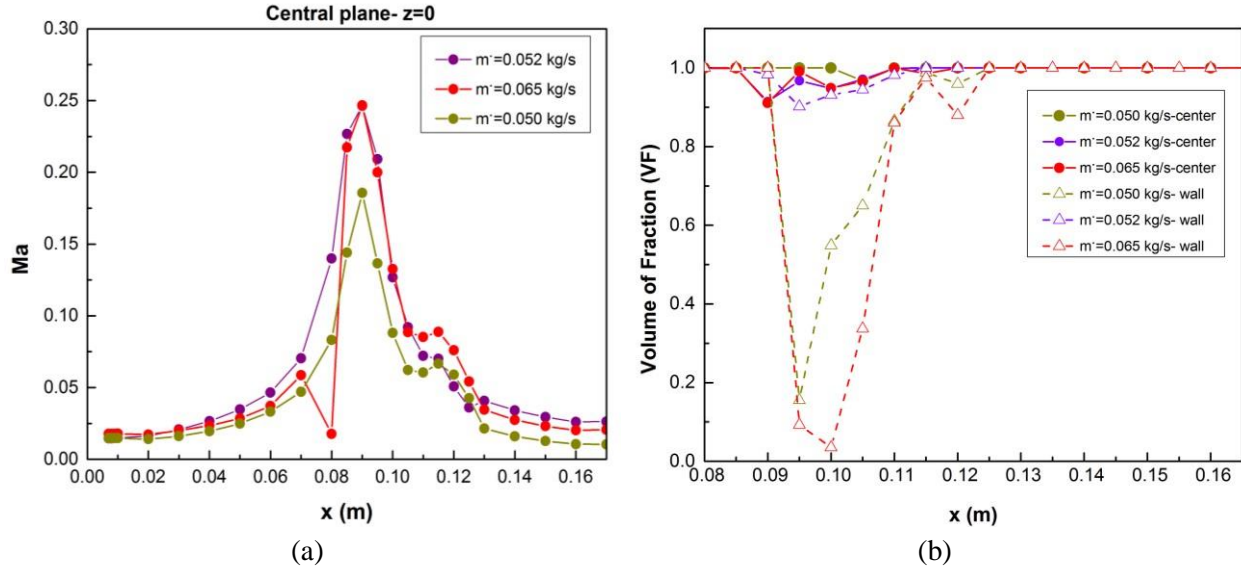 Central plane- z=0
0.30
0.25
0.20
0.15
0.10
0.05
0.00
Ma
m·=0.052 kg/s
m·=0.065 kg/s
m·=0.050 kg/s
0.00 0.02 0.04 0.06 0.08 0.10 0.12 0.14 0.16
x (m)
(a)
1.0
0.8
0.6
0.4
0.2
0.0
Volume of Fraction (VF)
m·=0.050 kg/s-center
m·=0.052 kg/s-center
m·=0.065 kg/s-center
m·=0.050 kg/s- wall
m·=0.052 kg/s- wall
m·=0.065 kg/s- wall
0.08 0.09 0.10 0.11 0.12 0.13 0.14 0.15 0.16
x (m)
(b)